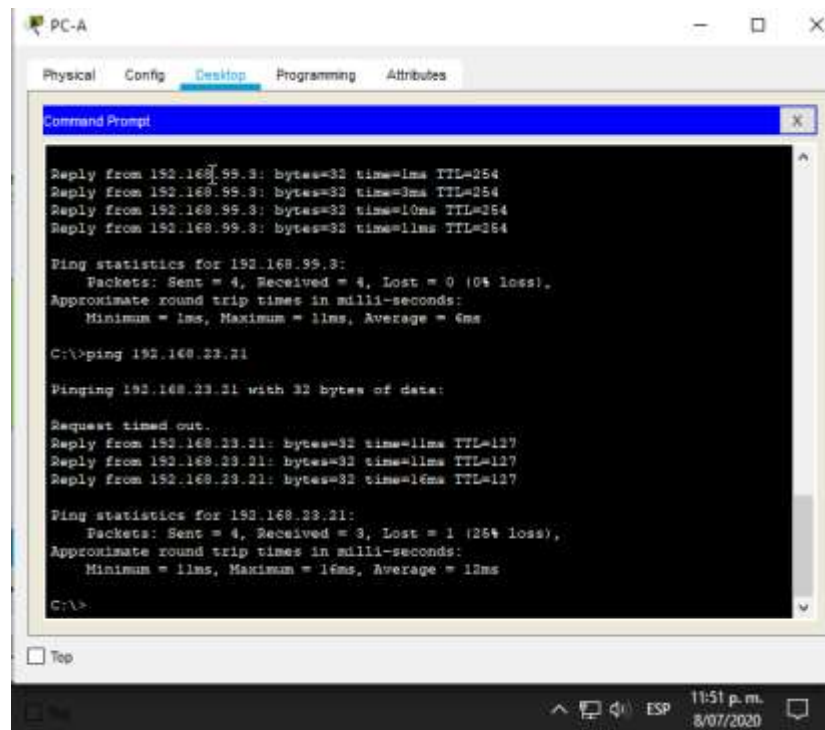 PC-A
Physical Config Desktop Programming Attributes
Command Prompt
X
Reply from 192.168.99.3: bytes=32 time=1ms TTL=254
Reply from 192.168.99.3: bytes=32 time=3ms TTL=254
Reply from 192.168.99.3: bytes=32 time=10ms TTL=254
Reply from 192.168.99.3: bytes=32 time=11ms TTL=254
Ping statistics for 192.168.99.3:
Packets: Sent = 4, Received = 4, Lost = 0 (0% loss),
Approximate round trip times in milli-seconds:
Minimum = 1ms, Maximum = 11ms, Average = 6ms
C:\>ping 192.168.23.21
Pinging 192.168.23.21 with 32 bytes of data:
Request timed out.
Reply from 192.168.23.21: bytes=32 time=11ms TTL=127
Reply from 192.168.23.21: bytes=32 time=11ms TTL=127
Reply from 192.168.23.21: bytes=32 time=16ms TTL=127
Ping statistics for 192.168.23.21:
Packets: Sent = 4, Received = 3, Lost = 1 (25% loss),
Approximate round trip times in milli-seconds:
Minimum = 11ms, Maximum = 16ms, Average = 12ms
C:\>
Top
ESP
11:51 p. m.
8/07/2020